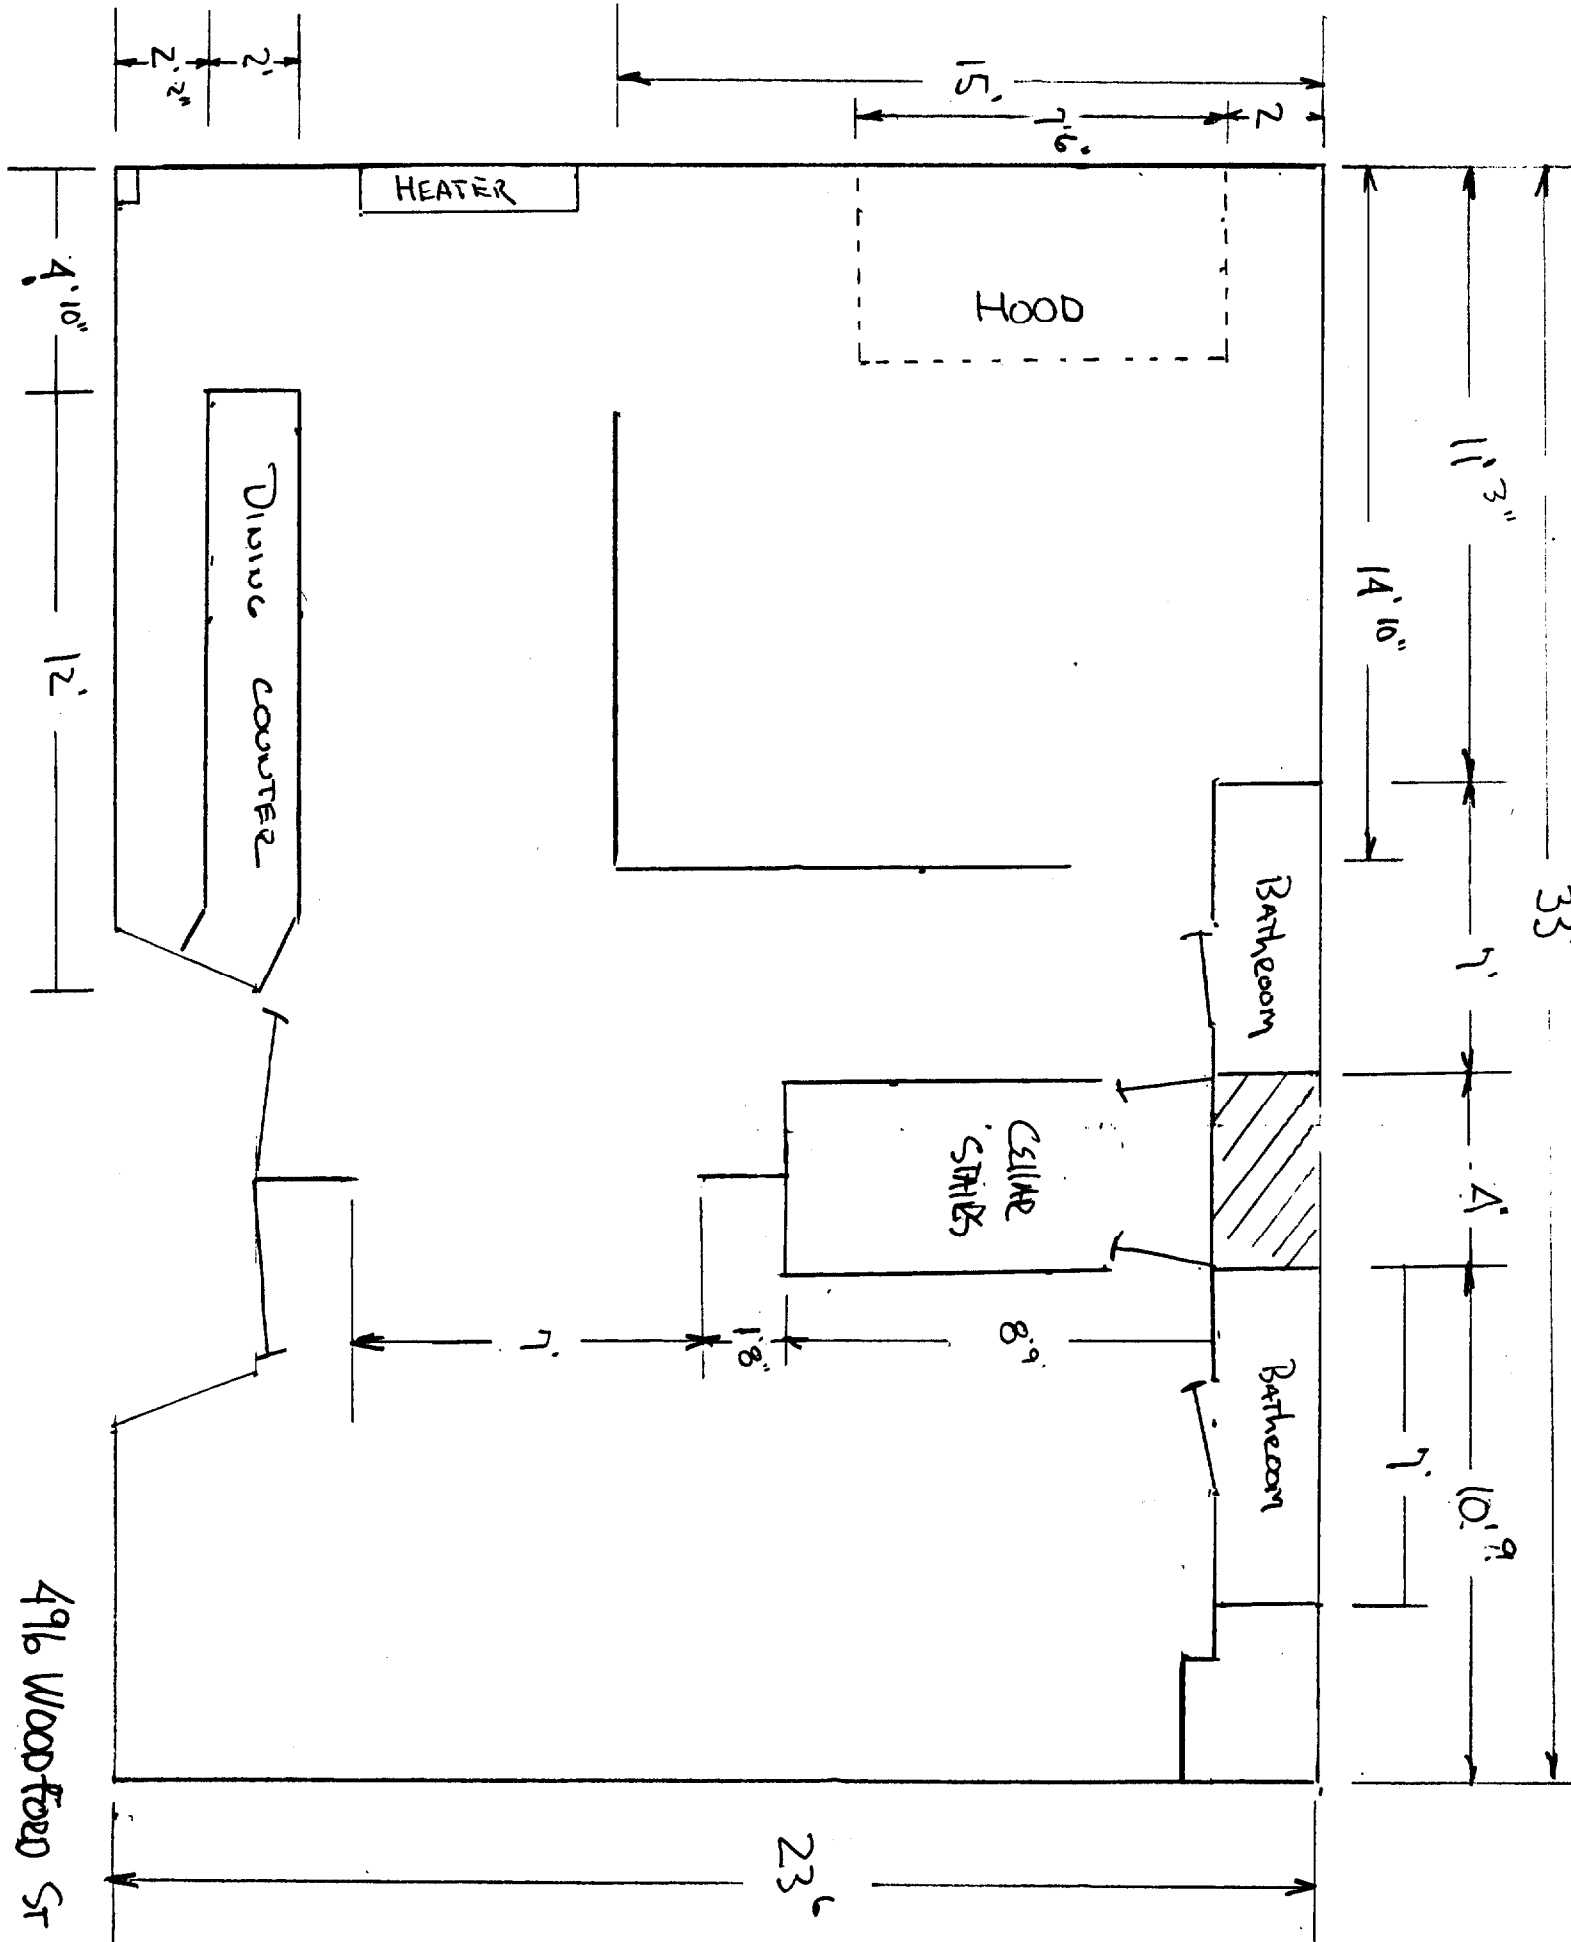 2' 2"
2'
15'
7'6"
2
HEATER
HOOD
4' 10"
12'
DINING COUNTER
11' 3"
14' 10"
33'
7'
4'
10' 9
7'
BAThROOM
BAThROOM
CEllAR
STAIRS
7'
1'8"
8'9
23'6
496 WOODfORD ST